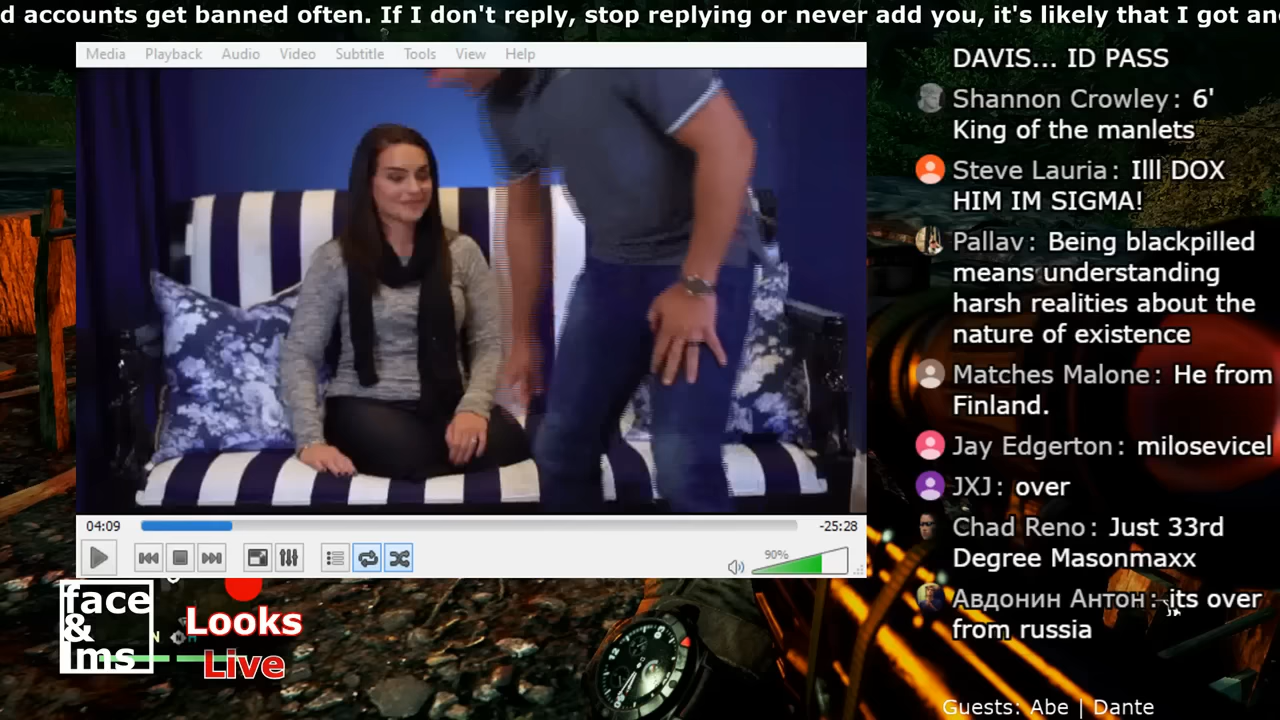 d accounts get banned often. If I don't reply, stop replying or never add you, it's likely that I got an
Media Playback Audio Video Subtitle Tools View Help
DAVIS... ID PASS
Shannon Crowley: 6'
King of the manlets
Steve Lauria: Illl DOX
HIM IM SIGMA!
Pallav: Being blackpilled
means understanding
harsh realities about the
nature of existence
Matches Malone: He from
Finland.
Jay Edgerton: milosevicel
JXJ: over
Chad Reno: Just 33rd
Degree Masonmaxx
Авдонин Антон: its over
from russia
04:09
-25:28
90%
face
&
lms
Looks
Live
Guests: Abe | Dante